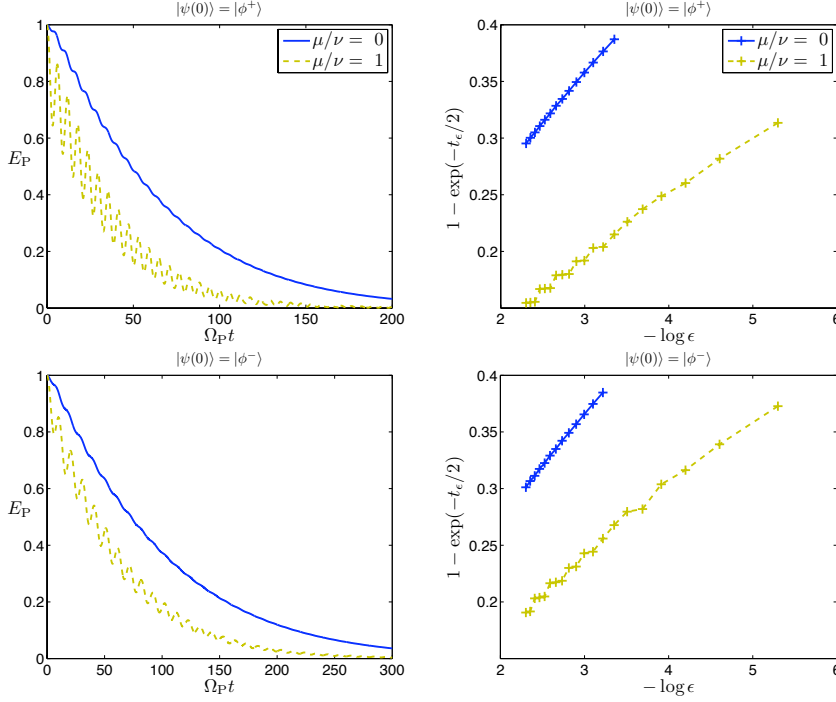 |ψ(0)⟩ = |ϕ⁺⟩
1
0.8
0.6
E_P
0.4
0.2
0
0 50 100 150 200
Ω_P t
μ/ν = 0
μ/ν = 1
|ψ(0)⟩ = |ϕ⁺⟩
0.4
0.35
0.3
0.25
0.2
1 − exp(−t_ϵ/2)
2 3 4 5 6
− log ϵ
μ/ν = 0
μ/ν = 1
|ψ(0)⟩ = |ϕ⁻⟩
1
0.8
0.6
E_P
0.4
0.2
0
0 50 100 150 200 250 300
Ω_P t
|ψ(0)⟩ = |ϕ⁻⟩
0.4
0.35
0.3
0.25
0.2
1 − exp(−t_ϵ/2)
2 3 4 5 6
− log ϵ